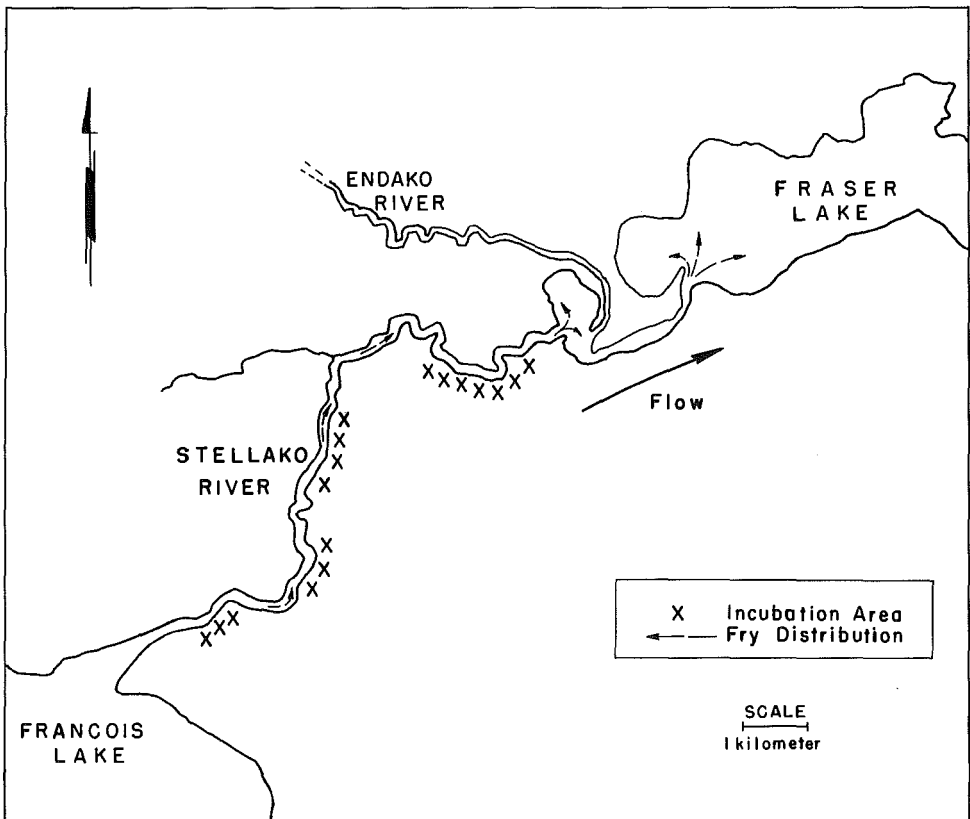 ENDAKO
RIVER
FRASER
LAKE
Flow
X X X X X X X
STELLAKO
RIVER
X
X
X
X
X
X
X
X X X
X Incubation Area
Fry Distribution
SCALE
1 kilometer
FRANCOIS
LAKE